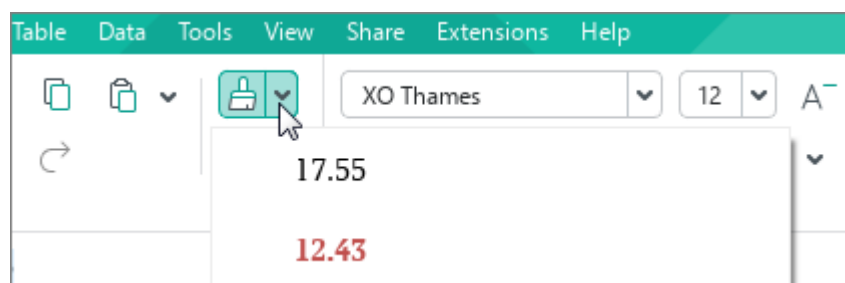 Table Data Tools View Share Extensions Help
XO Thames 12 A
17.55
12.43